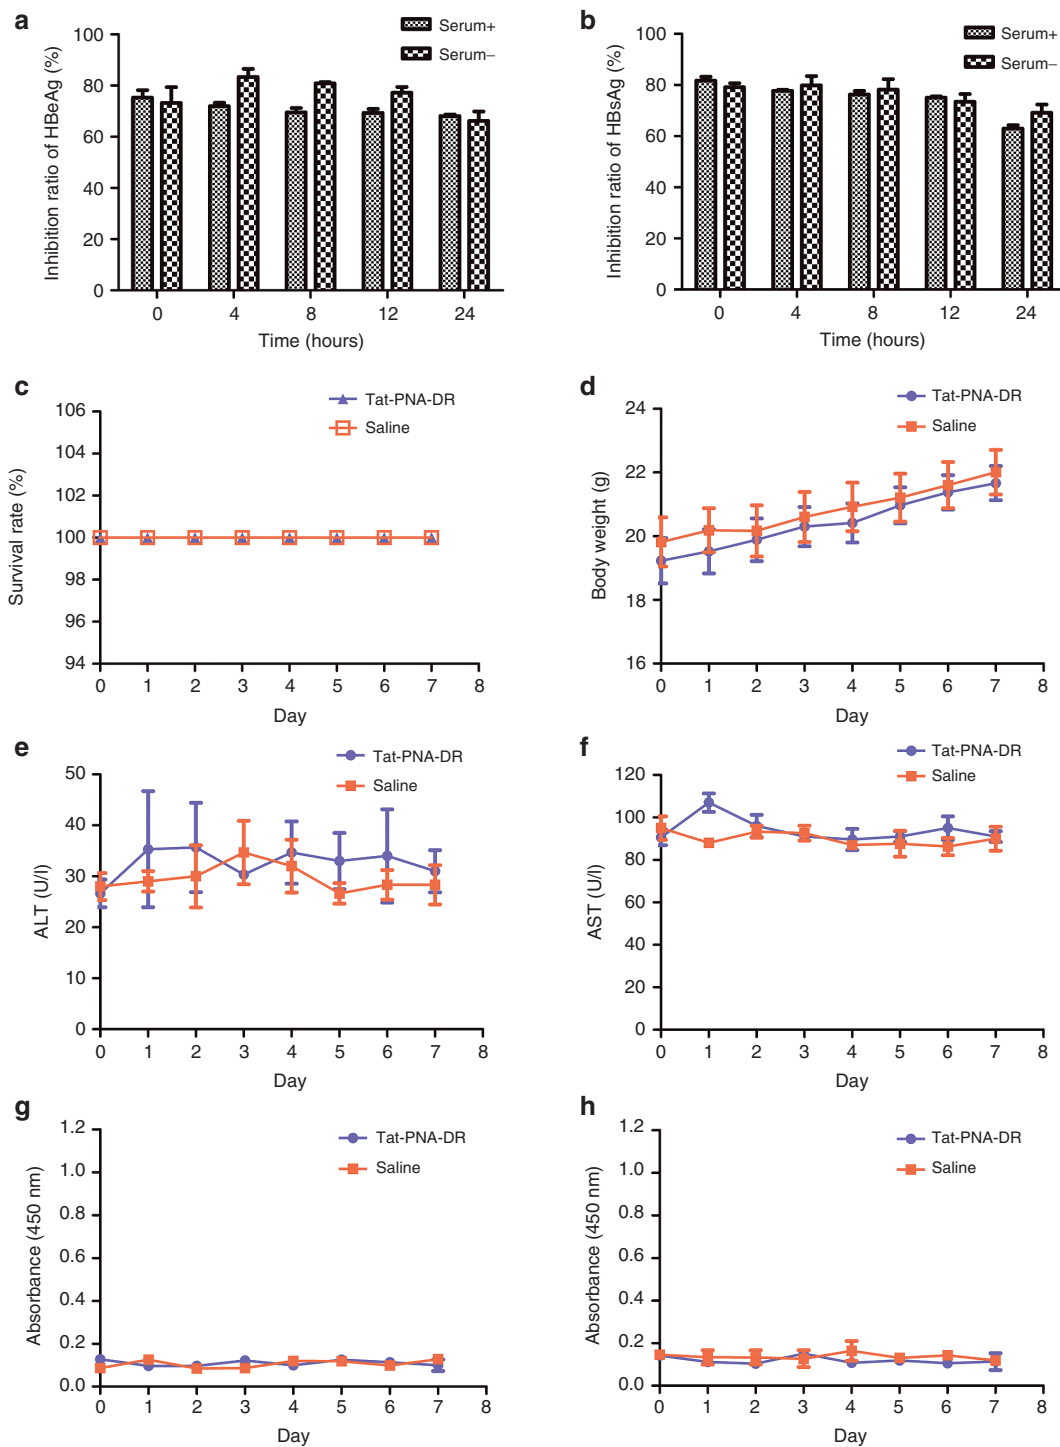 a
Inhibition ratio of HBeAg (%)
100
80
60
40
20
0
Serum+
Serum−
0 4 8 12 24
Time (hours)
b
Inhibition ratio of HBsAg (%)
100
80
60
40
20
0
Serum+
Serum−
0 4 8 12 24
Time (hours)
c
Survival rate (%)
106
104
102
100
98
96
94
Tat-PNA-DR
Saline
0 1 2 3 4 5 6 7 8
Day
d
Body weight (g)
24
22
20
18
16
Tat-PNA-DR
Saline
0 1 2 3 4 5 6 7 8
Day
e
ALT (U/l)
50
40
30
20
10
0
Tat-PNA-DR
Saline
0 1 2 3 4 5 6 7 8
Day
f
AST (U/l)
120
100
80
60
40
20
0
Tat-PNA-DR
Saline
0 1 2 3 4 5 6 7 8
Day
g
Absorbance (450 nm)
1.2
1.0
0.8
0.6
0.4
0.2
0.0
Tat-PNA-DR
Saline
0 1 2 3 4 5 6 7 8
Day
h
Absorbance (450 nm)
1.2
1.0
0.8
0.6
0.4
0.2
0.0
Tat-PNA-DR
Saline
0 1 2 3 4 5 6 7 8
Day